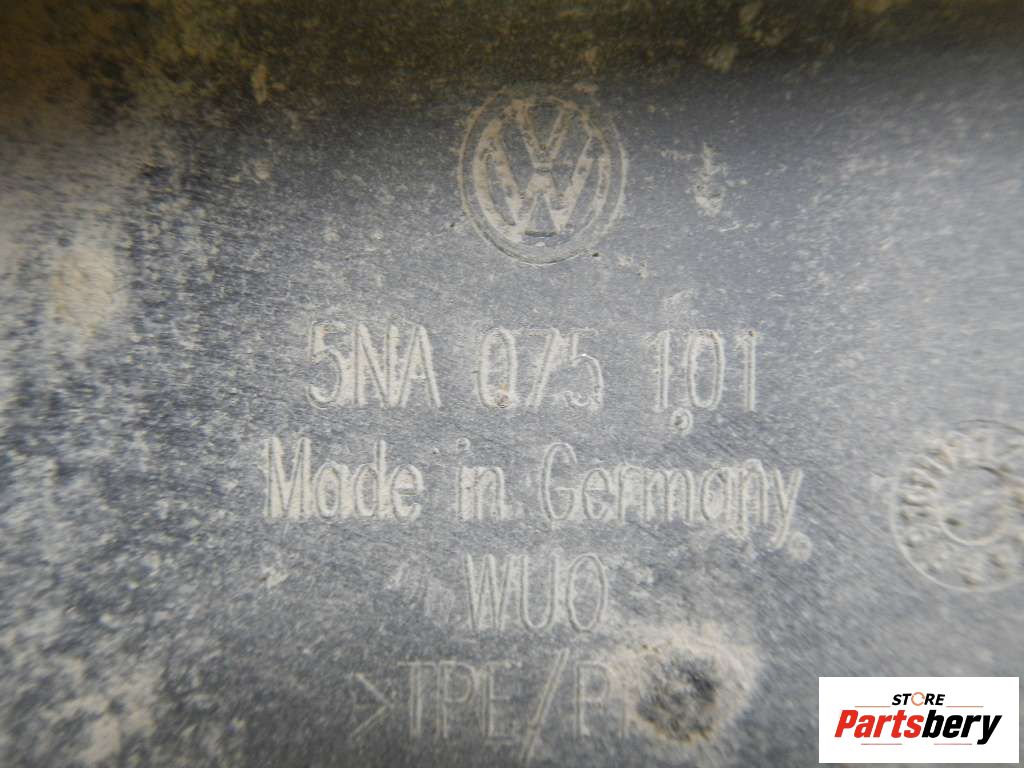 5NA 075 101
Made in Germany
WUO
>TPE/P
STORE
Partsbery